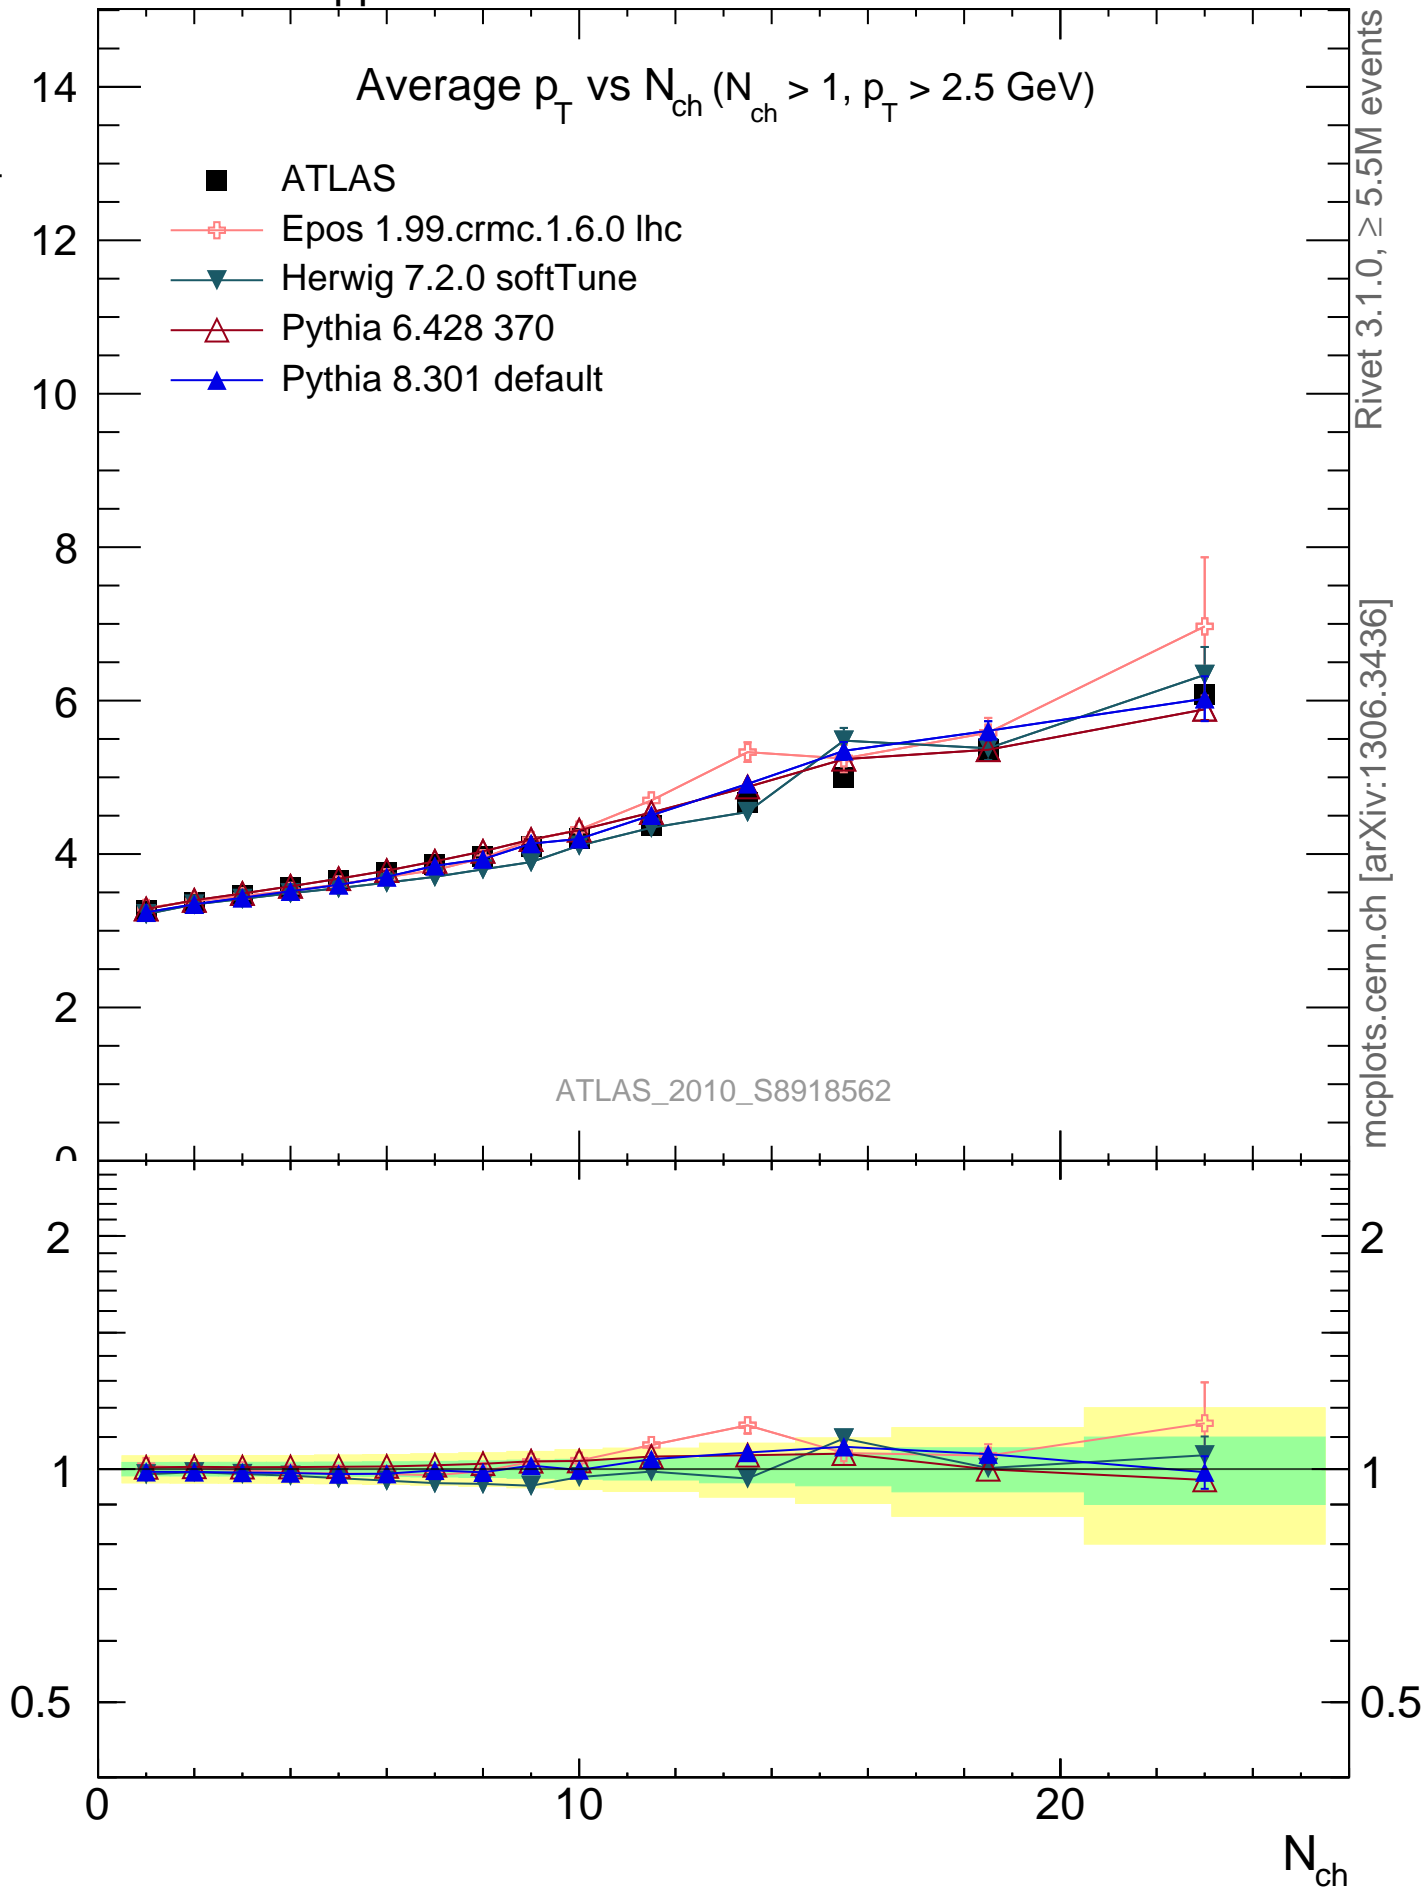 Average p_T vs N_ch (N_ch > 1, p_T > 2.5 GeV)
ATLAS
Epos 1.99.crmc.1.6.0 lhc
Herwig 7.2.0 softTune
Pythia 6.428 370
Pythia 8.301 default
14
12
10
8
6
4
2
0
ATLAS_2010_S8918562
Rivet 3.1.0, ≥ 5.5M events
mcplots.cern.ch [arXiv:1306.3436]
2
1
0.5
2
1
0.5
0
10
20
N_ch